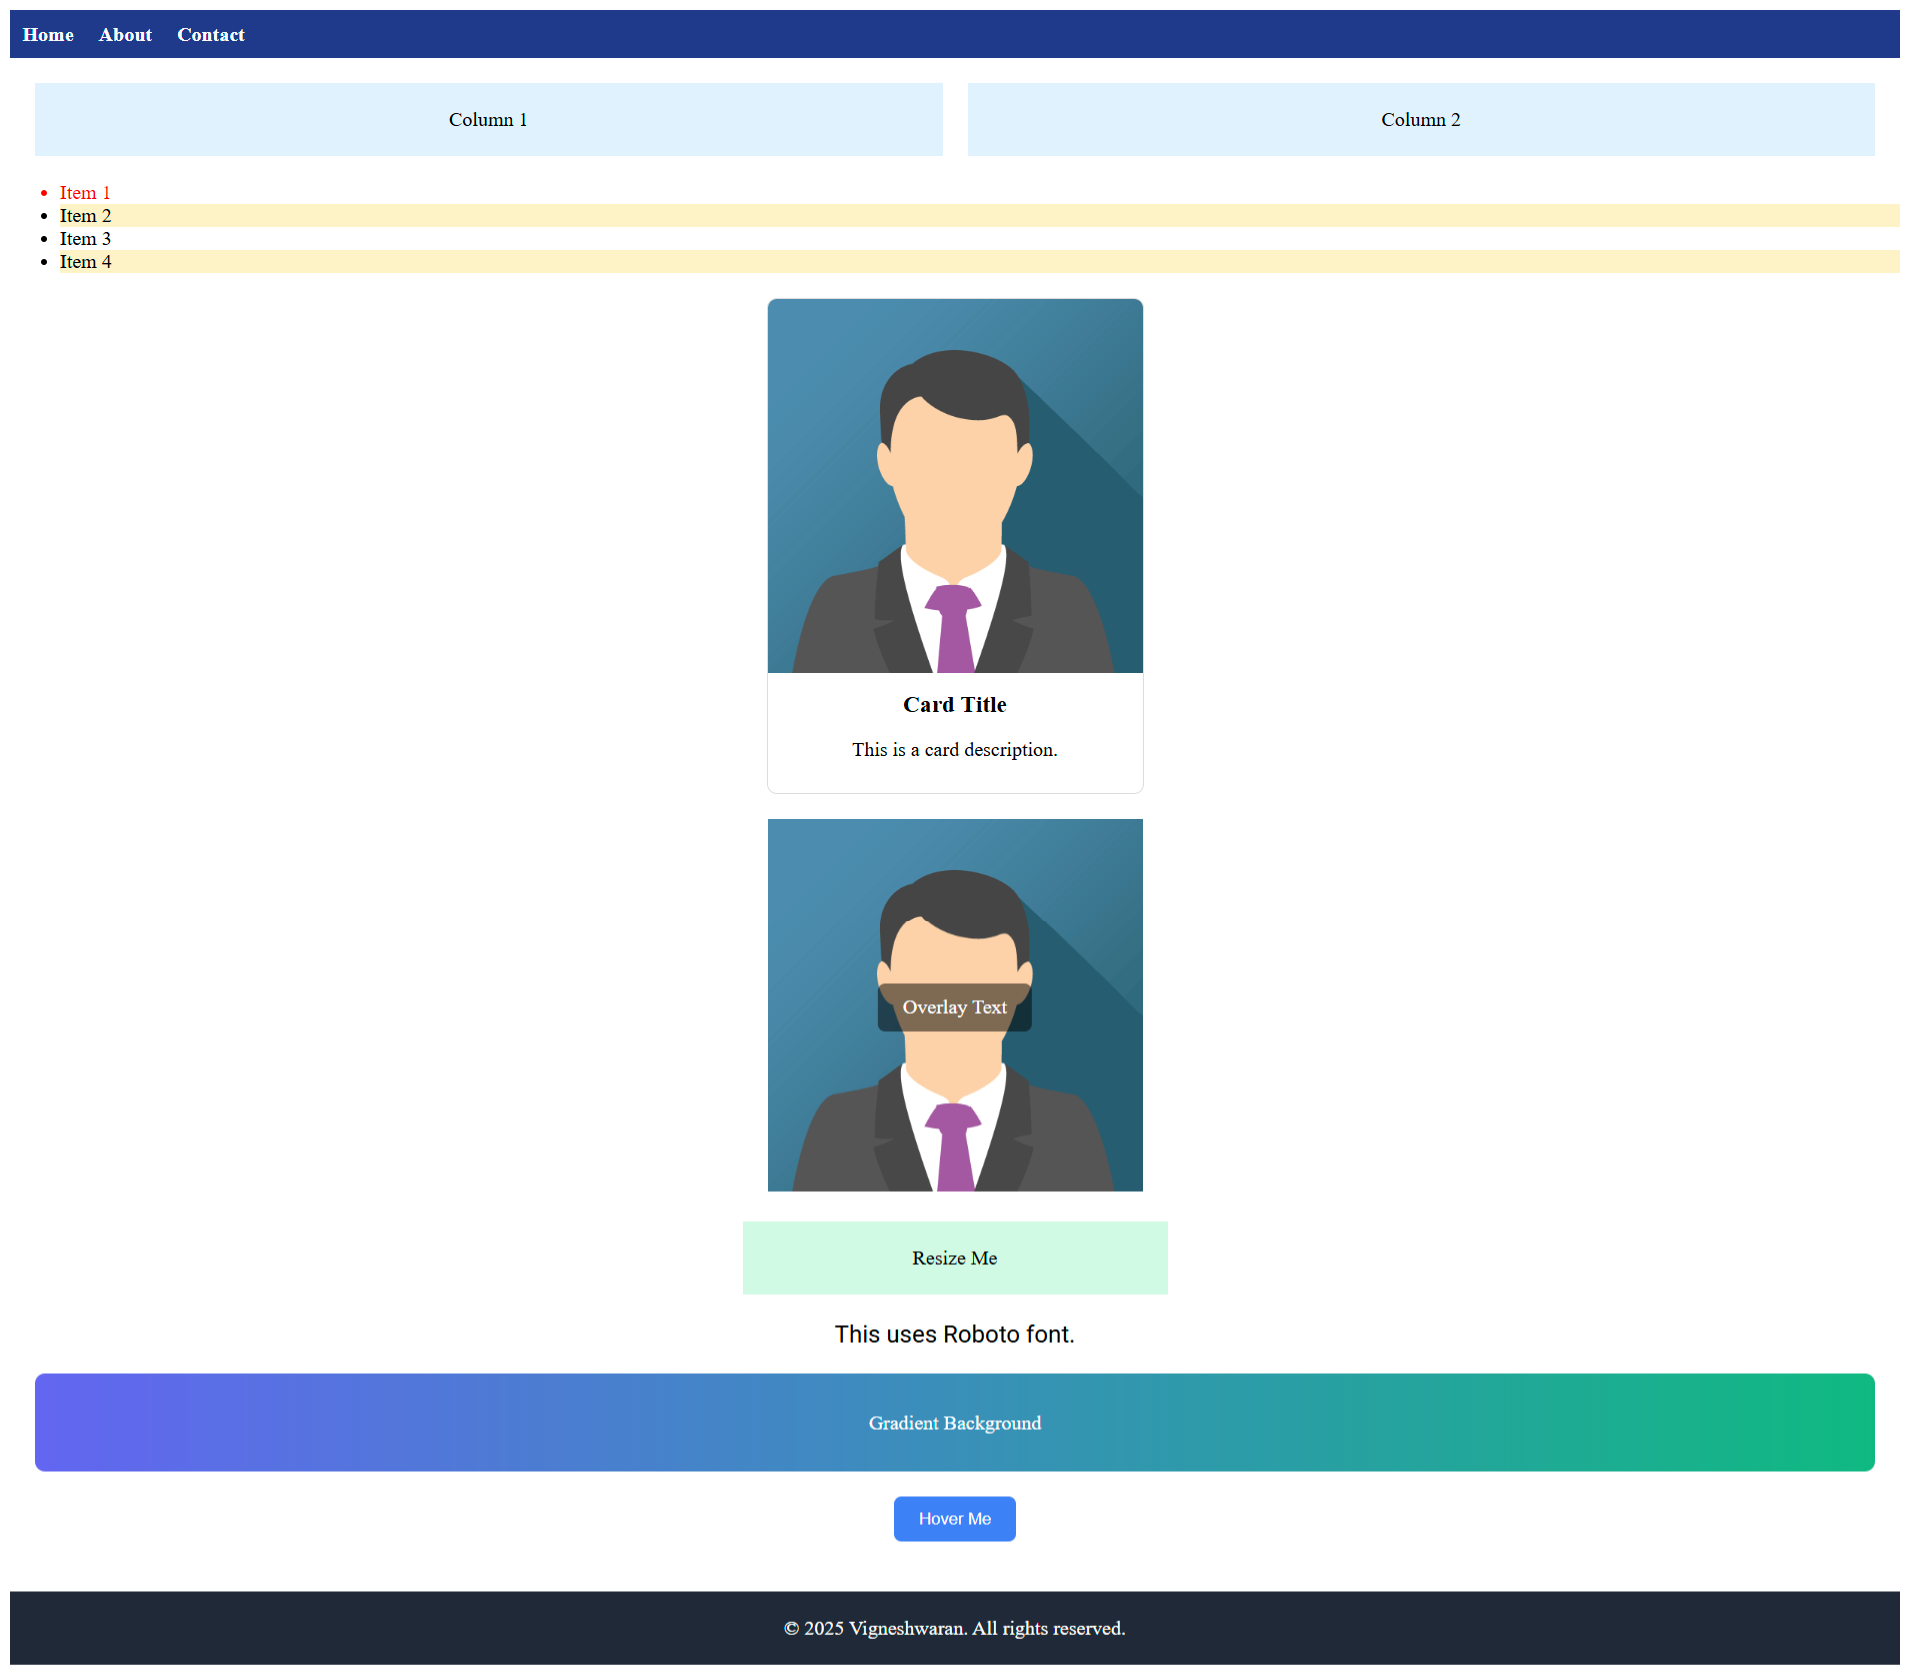 Home About Contact
Column 1 Column 2
Item 1
Item 2
Item 3
Item 4
Card Title
This is a card description.
Overlay Text
Resize Me
This uses Roboto font.
Gradient Background
Hover Me
© 2025 Vigneshwaran. All rights reserved.